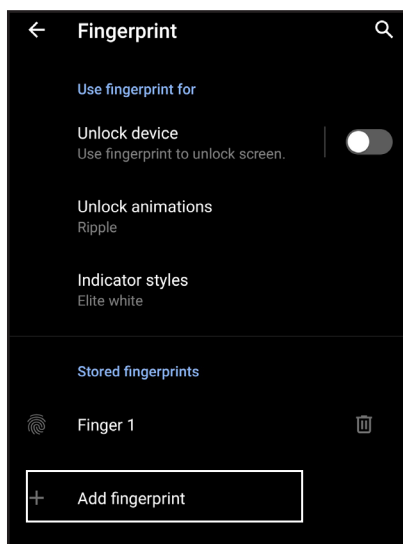 Fingerprint
Use fingerprint for
Unlock device
Use fingerprint to unlock screen.
Unlock animations
Ripple
Indicator styles
Elite white
Stored fingerprints
Finger 1
Add fingerprint